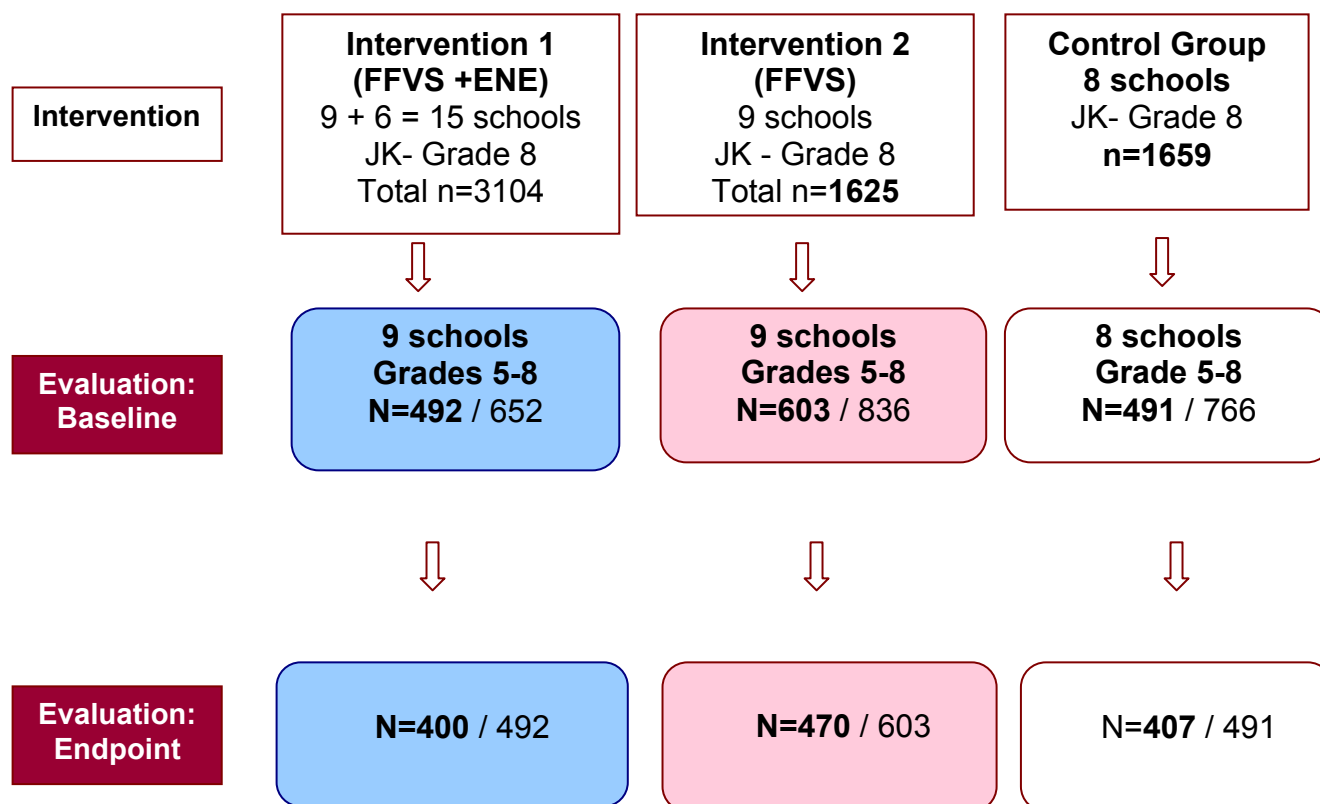 Intervention
Intervention 1
(FFVS +ENE)
9 + 6 = 15 schools
JK- Grade 8
Total n=3104
Intervention 2
(FFVS)
9 schools
JK - Grade 8
Total n=1625
Control Group
8 schools
JK- Grade 8
n=1659
Evaluation:
Baseline
9 schools
Grades 5-8
N=492 / 652
9 schools
Grades 5-8
N=603 / 836
8 schools
Grade 5-8
N=491 / 766
Evaluation:
Endpoint
N=400 / 492
N=470 / 603
N=407 / 491